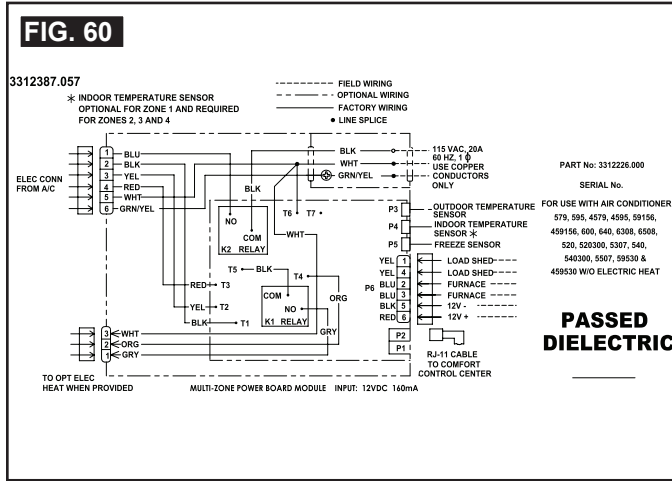 FIG. 60
3312387.057
* INDOOR TEMPERATURE SENSOR
OPTIONAL FOR ZONE 1 AND REQUIRED
FOR ZONES 2, 3 AND 4
FIELD WIRING
OPTIONAL WIRING
FACTORY WIRING
• LINE SPLICE
ELEC CONN
FROM A/C
1 BLU
2 BLK
3 YEL
4 RED
5 WHT
6 GRN/YEL
BLK
WHT
GRN/YEL
115 VAC, 20A
60 HZ, 1 ϕ
USE COPPER
CONDUCTORS
ONLY
BLK
NO
COM
K2 RELAY
T6 T7
WHT
T5 BLK T4
RED T3
COM
NO
K1 RELAY
YEL T2
BLK T1
ORG
GRY
P3 OUTDOOR TEMPERATURE
SENSOR
P4 INDOOR TEMPERATURE
SENSOR *
P5 FREEZE SENSOR
P6
YEL 1 LOAD SHED
YEL 4 LOAD SHED
BLU 2 FURNACE
BLU 3 FURNACE
BLK 5 12V -
RED 6 12V +
P2
P1
RJ-11 CABLE
TO COMFORT
CONTROL CENTER
3 WHT
2 ORG
1 GRY
TO OPT ELEC
HEAT WHEN PROVIDED
MULTI-ZONE POWER BOARD MODULE INPUT: 12VDC 160mA
PART No: 3312226.000
SERIAL No.
FOR USE WITH AIR CONDITIONER
579, 595, 4579, 4595, 59156,
459156, 600, 640, 6308, 6508,
520, 520300, 5307, 540,
540300, 5507, 59530 &
459530 W/O ELECTRIC HEAT
PASSED
DIELECTRIC